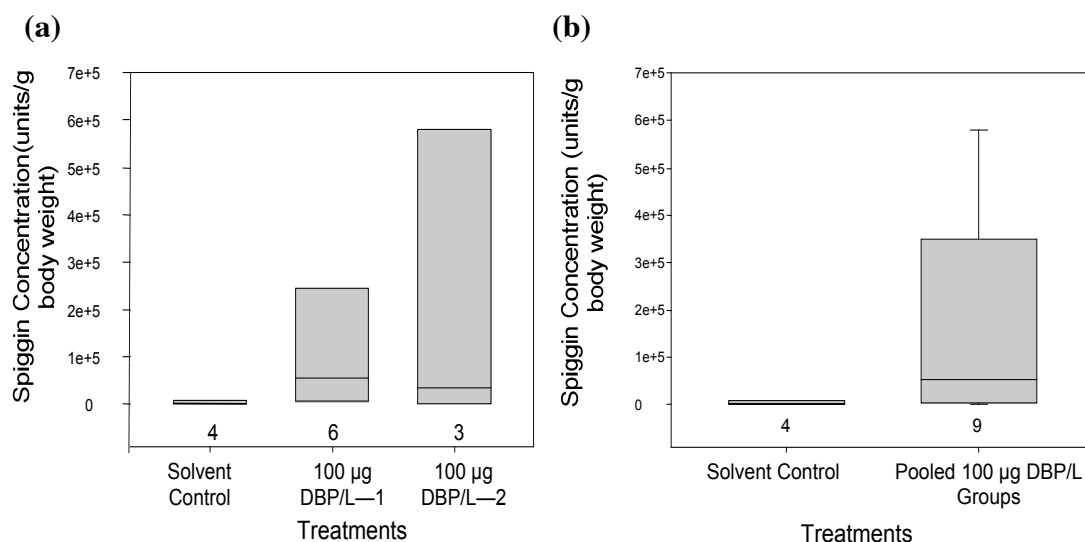 (a)
Spiggin Concentration(units/g
body weight)
7e+5
6e+5
5e+5
4e+5
3e+5
2e+5
1e+5
0
4
6
3
Solvent
Control
100 µg
DBP/L—1
100 µg
DBP/L—2
Treatments
(b)
Spiggin Concentration (units/g
body weight)
7e+5
6e+5
5e+5
4e+5
3e+5
2e+5
1e+5
0
4
9
Solvent Control
Pooled 100 µg DBP/L
Groups
Treatments